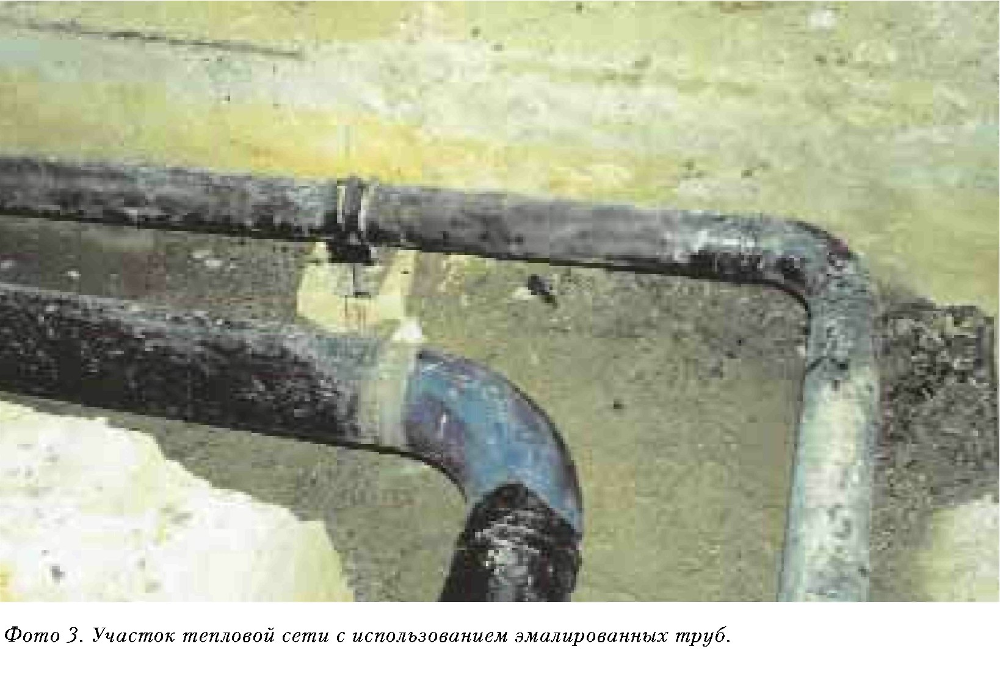 Фото 3. Участок тепловой сети с использованием эмалированных труб.